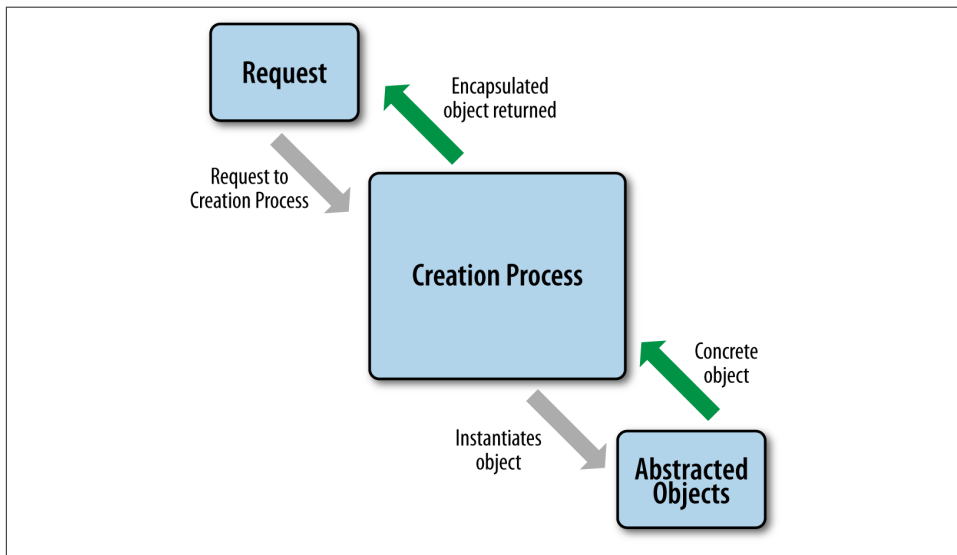 Request
Encapsulated
object returned
Request to
Creation Process
Creation Process
Concrete
object
Instantiates
object
Abstracted
Objects